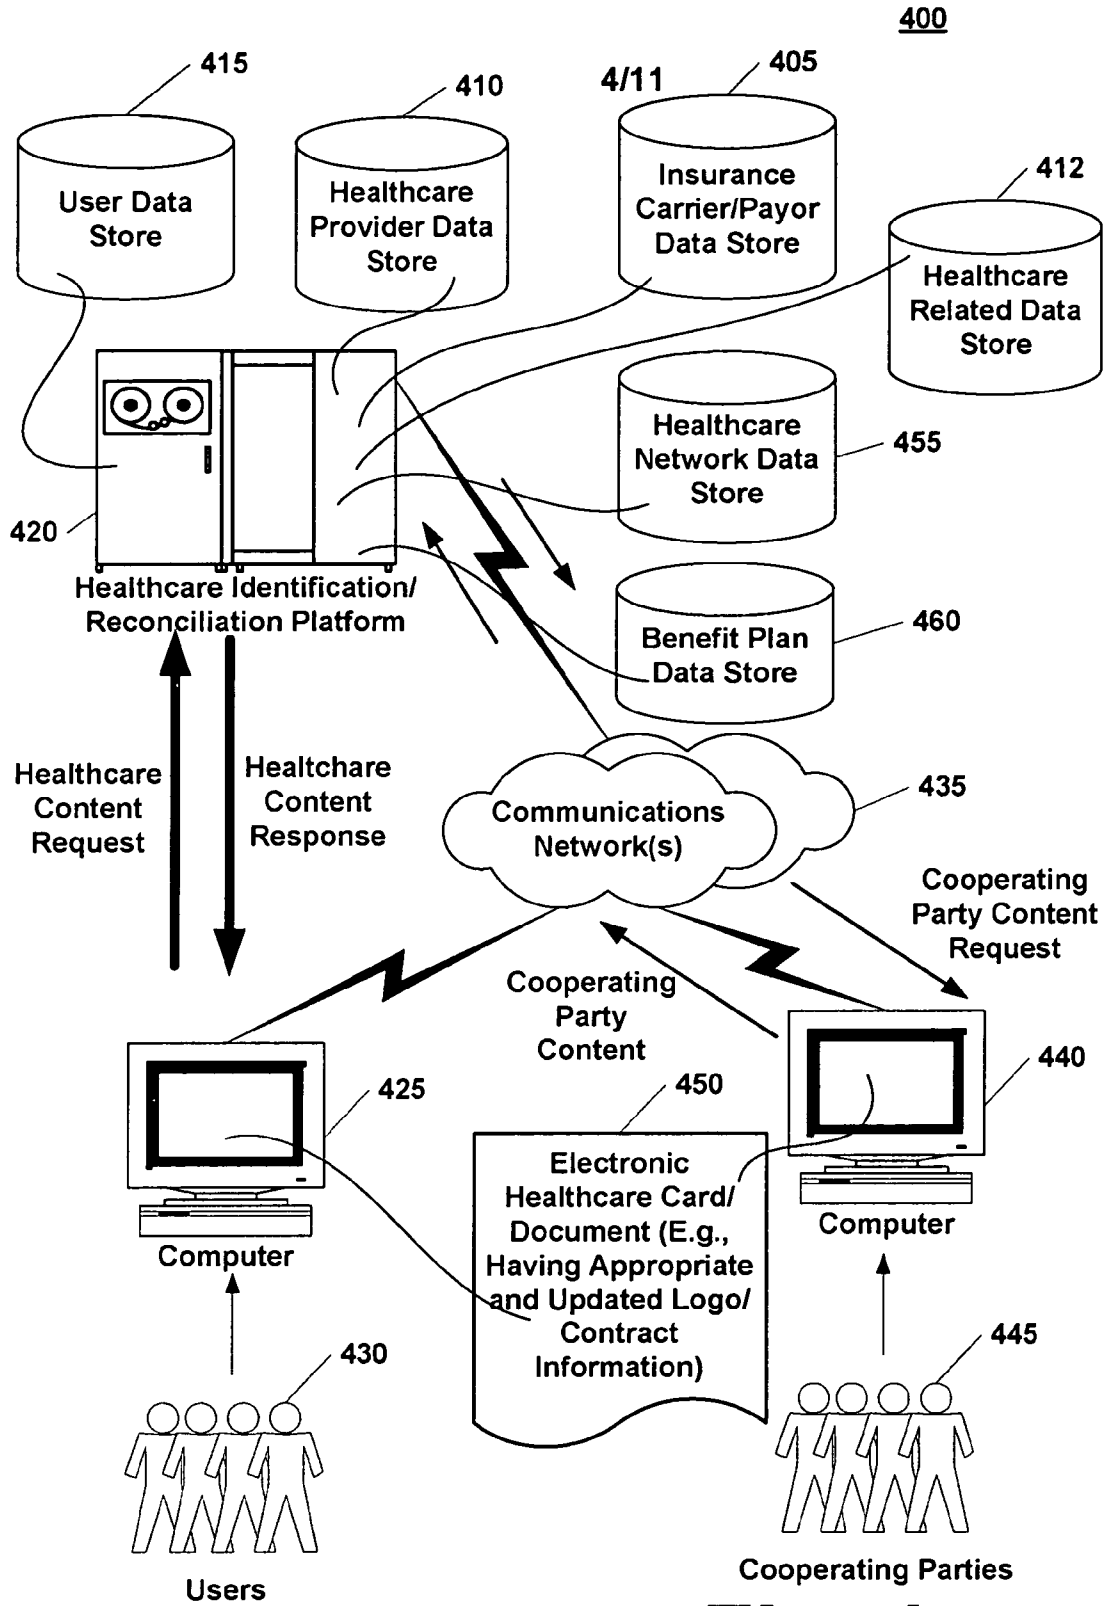 400
415
410
4/11
405
412
User Data
Store
Healthcare
Provider Data
Store
Insurance
Carrier/Payor
Data Store
Healthcare
Related Data
Store
Healthcare
Network Data
Store
455
420
Healthcare Identification/
Reconciliation Platform
Benefit Plan
Data Store
460
Healthcare
Content
Request
Healtchare
Content
Response
Communications
Network(s)
435
Cooperating
Party Content
Request
Cooperating
Party
Content
425
450
440
Electronic
Healthcare Card/
Document (E.g.,
Having Appropriate
and Updated Logo/
Contract
Information)
Computer
Computer
430
445
Users
Cooperating Parties